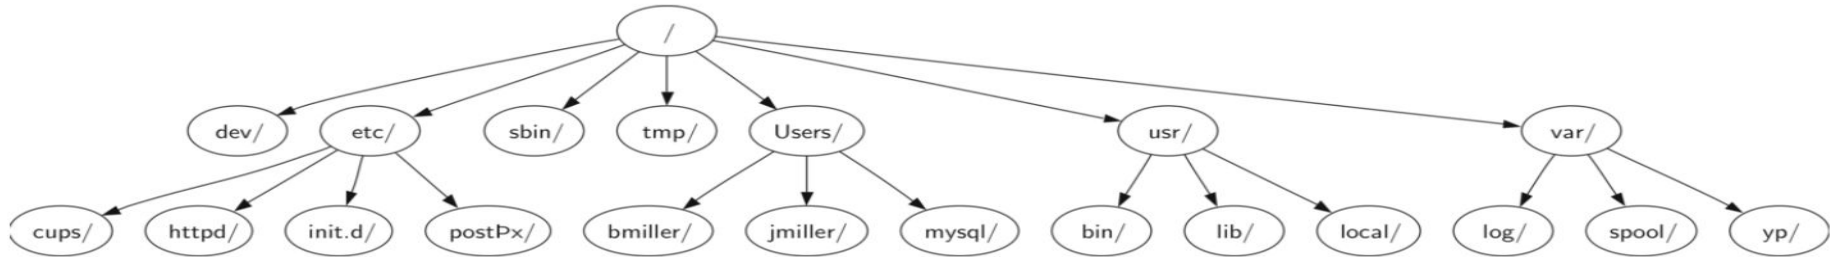 /
dev/ etc/ sbin/ tmp/ Users/ usr/ var/
cups/ httpd/ init.d/ postÞx/ bmiller/ jmiller/ mysql/ bin/ lib/ local/ log/ spool/ yp/